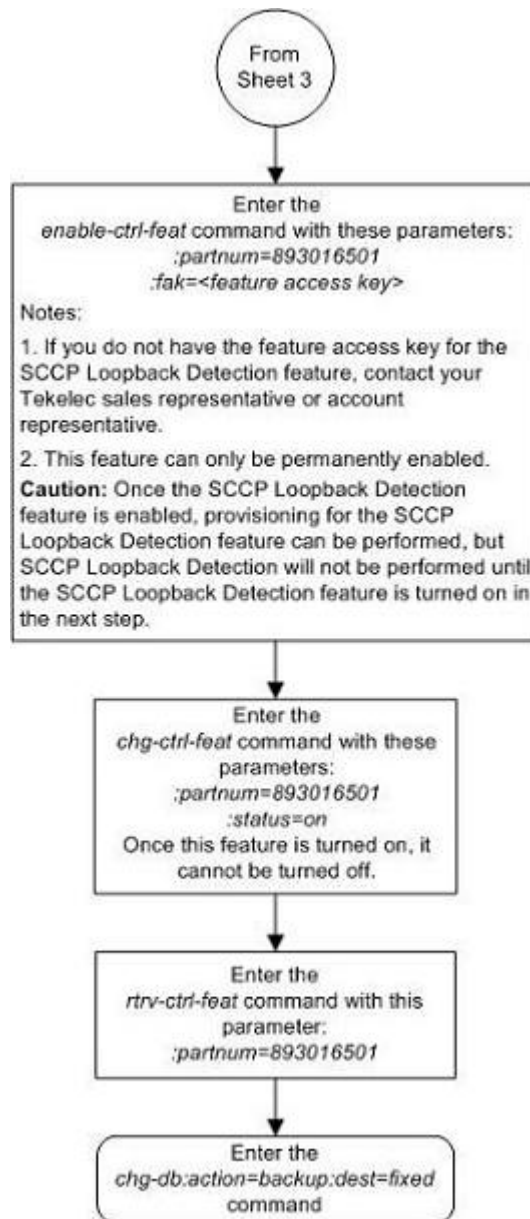 From
Sheet 3
Enter the
enable-ctrl-feat command with these parameters:
:partnum=893016501
:fak=<feature access key>
Notes:
1. If you do not have the feature access key for the
SCCP Loopback Detection feature, contact your
Tekelec sales representative or account
representative.
2. This feature can only be permanently enabled.
Caution: Once the SCCP Loopback Detection
feature is enabled, provisioning for the SCCP
Loopback Detection feature can be performed, but
SCCP Loopback Detection will not be performed until
the SCCP Loopback Detection feature is turned on in
the next step.
Enter the
chg-ctrl-feat command with these
parameters:
:partnum=893016501
:status=on
Once this feature is turned on, it
cannot be turned off.
Enter the
rtrv-ctrl-feat command with this
parameter:
:partnum=893016501
Enter the
chg-db:action=backup:dest=fixed
command